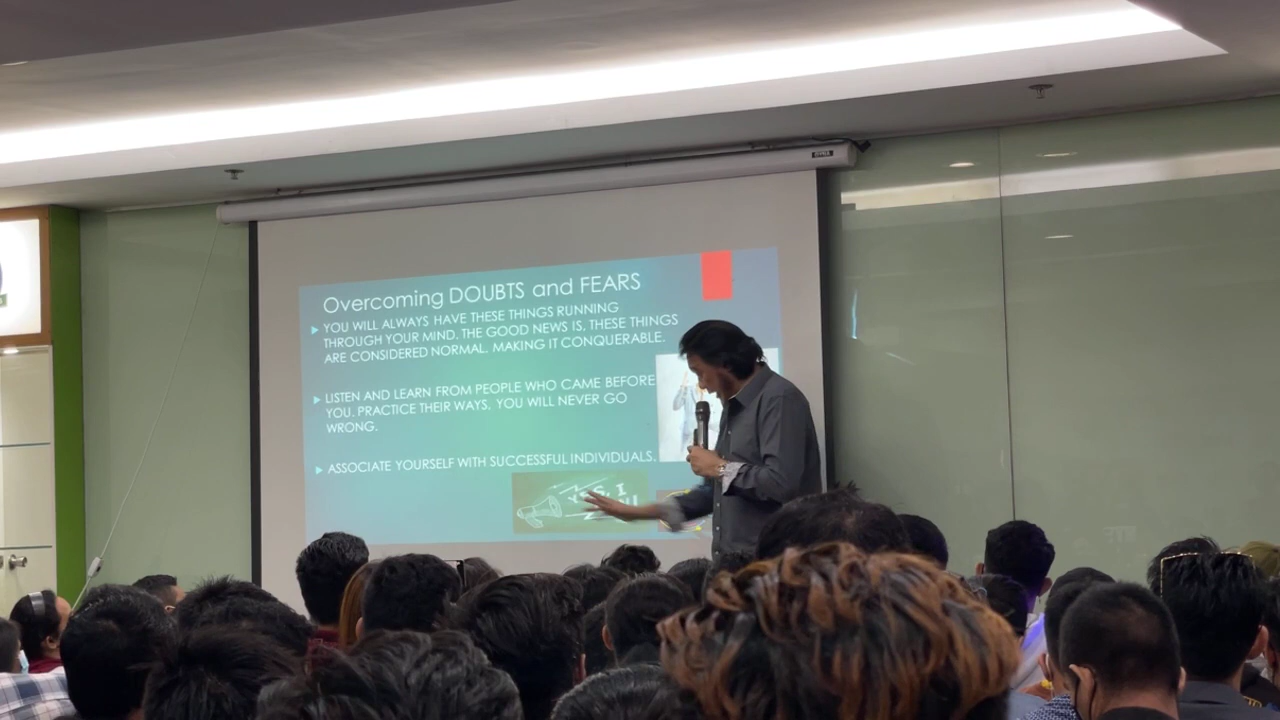 Overcoming DOUBTS and FEARS
YOU WILL ALWAYS HAVE THESE THINGS RUNNING
THROUGH YOUR MIND. THE GOOD NEWS IS, THESE THINGS
ARE CONSIDERED NORMAL. MAKING IT CONQUERABLE.
LISTEN AND LEARN FROM PEOPLE WHO CAME BEFORE
YOU. PRACTICE THEIR WAYS. YOU WILL NEVER GO
WRONG.
ASSOCIATE YOURSELF WITH SUCCESSFUL INDIVIDUALS.
YES, I